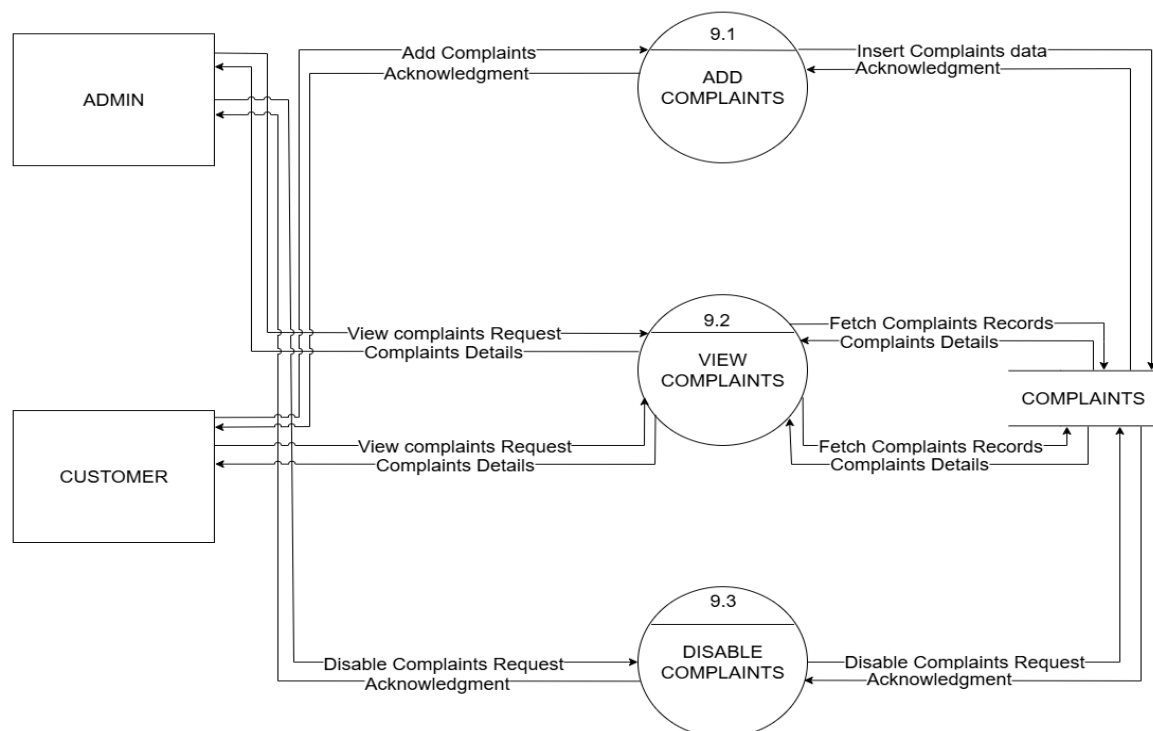 9.1
Add Complaints
Insert Complaints data
Acknowledgment
Acknowledgment
ADD
COMPLAINTS
ADMIN
9.2
View complaints Request
Fetch Complaints Records
Complaints Details
Complaints Details
VIEW
COMPLAINTS
COMPLAINTS
View complaints Request
Fetch Complaints Records
Complaints Details
Complaints Details
CUSTOMER
9.3
DISABLE
COMPLAINTS
Disable Complaints Request
Disable Complaints Request
Acknowledgment
Acknowledgment